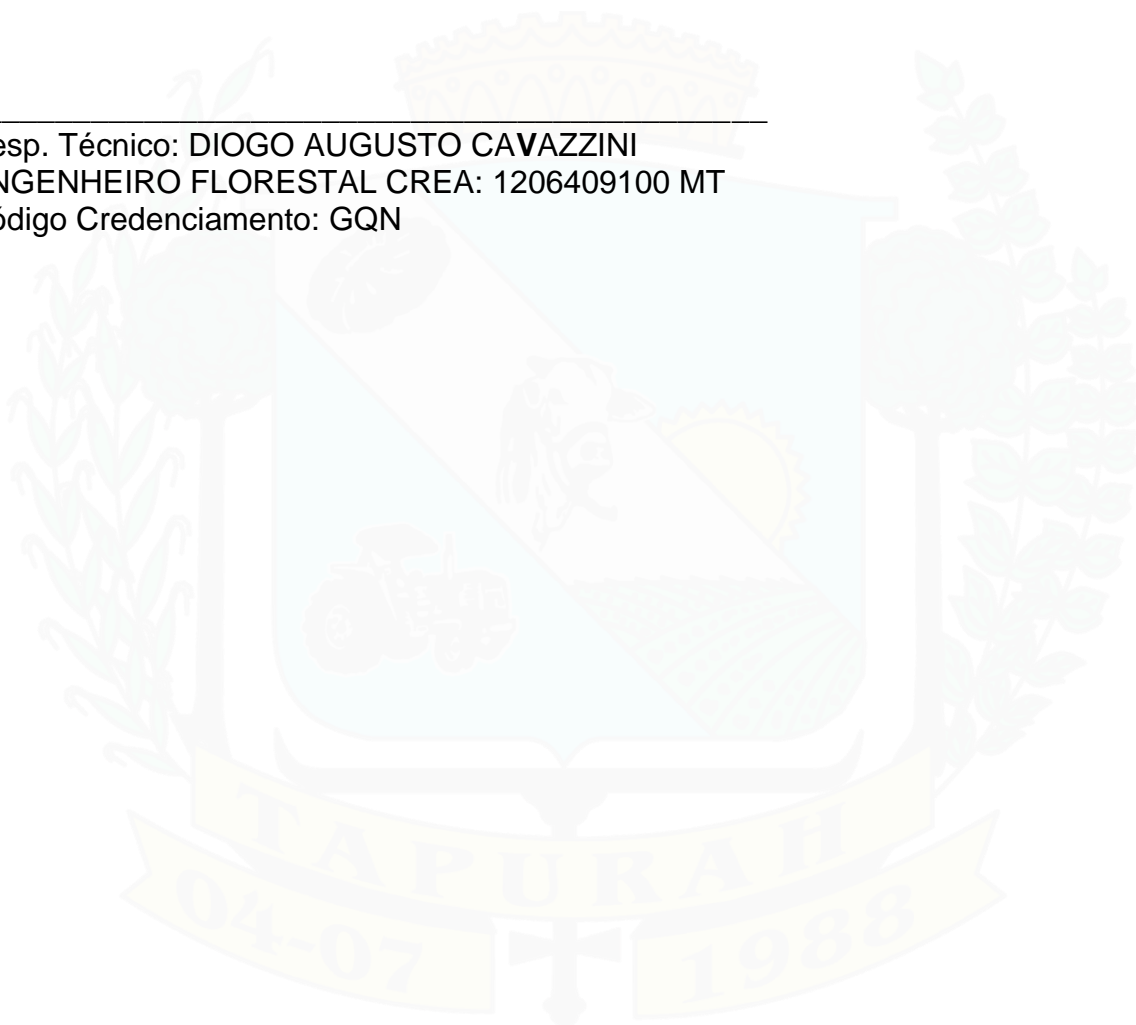 esp. Técnico: DIOGO AUGUSTO CAVAZZINI
NGENHEIRO FLORESTAL CREA: 1206409100 MT
ódigo Credenciamento: GQN
TAPURAH
04-07 1988